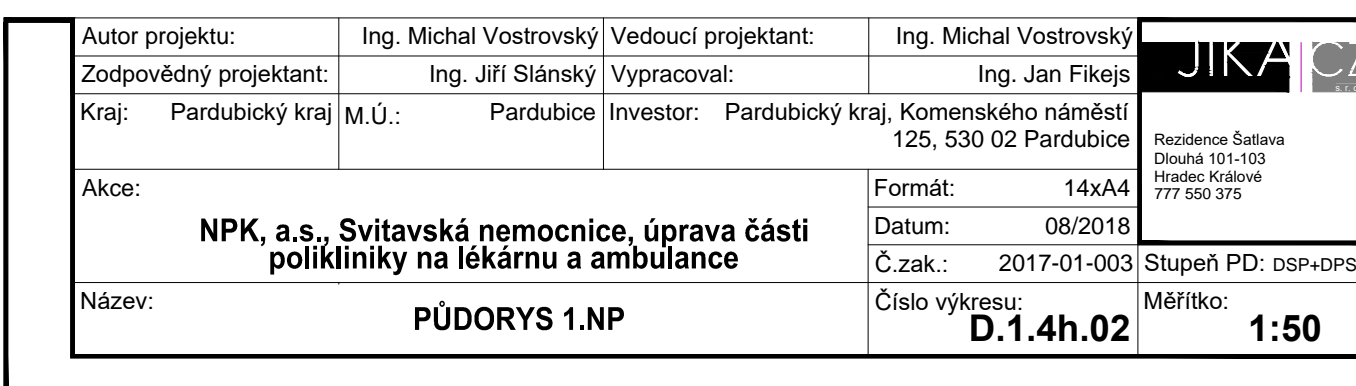 Autor projektu: Ing. Michal Vostrovský Vedoucí projektant: Ing. Michal Vostrovský
Zodpovědný projektant: Ing. Jiří Slánský Vypracoval: Ing. Jan Fikejs
JIKA CZ
s. r. o
Kraj: Pardubický kraj M.Ú.: Pardubice Investor: Pardubický kraj, Komenského náměstí
125, 530 02 Pardubice
Rezidence Šatlava
Dlouhá 101-103
Hradec Králové
777 550 375
Akce:
NPK, a.s., Svitavská nemocnice, úprava části
polikliniky na lékárnu a ambulance
Formát: 14xA4
Datum: 08/2018
Č.zak.: 2017-01-003 Stupeň PD: DSP+DPS
Název: PŮDORYS 1.NP
Číslo výkresu: D.1.4h.02
Měřítko: 1:50